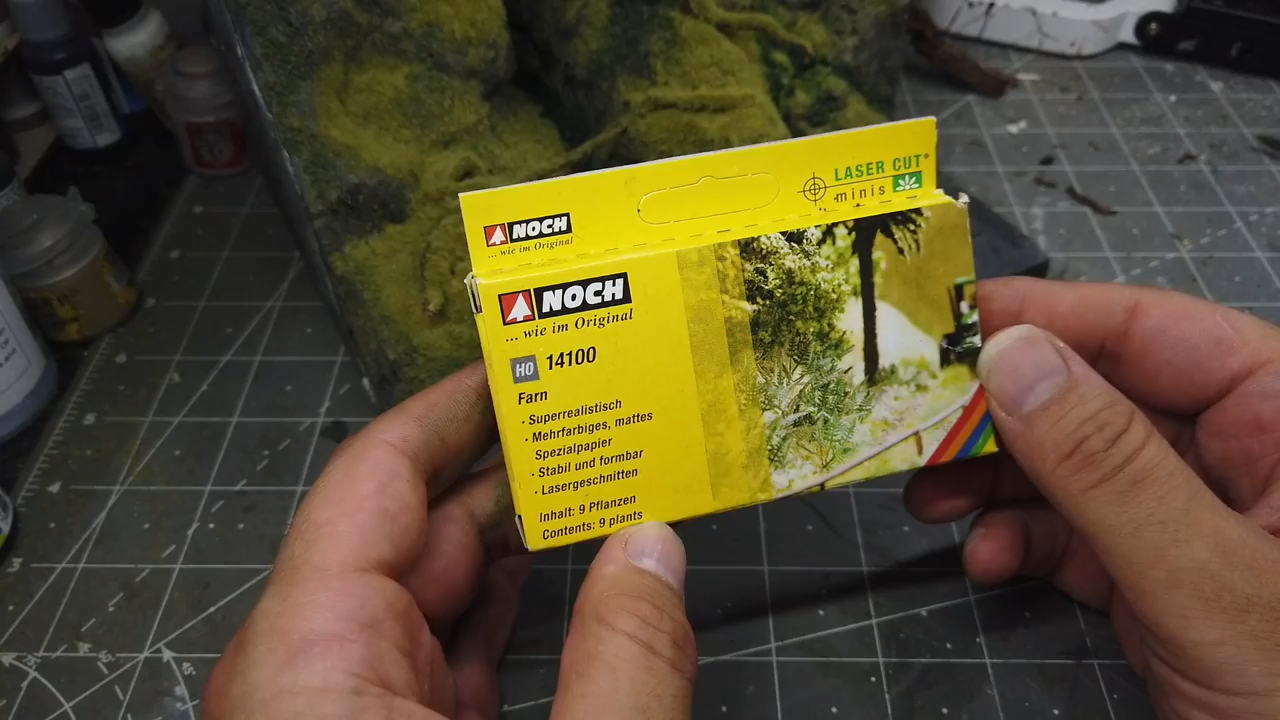 LASER CUT®
minis
NOCH
... wie im Original
NOCH
... wie im Original
H0 14100
Farn
· Superrealistisch
· Mehrfarbiges, mattes
Spezialpapier
· Stabil und formbar
· Lasergeschnitten
Inhalt: 9 Pflanzen
Contents: 9 plants
45